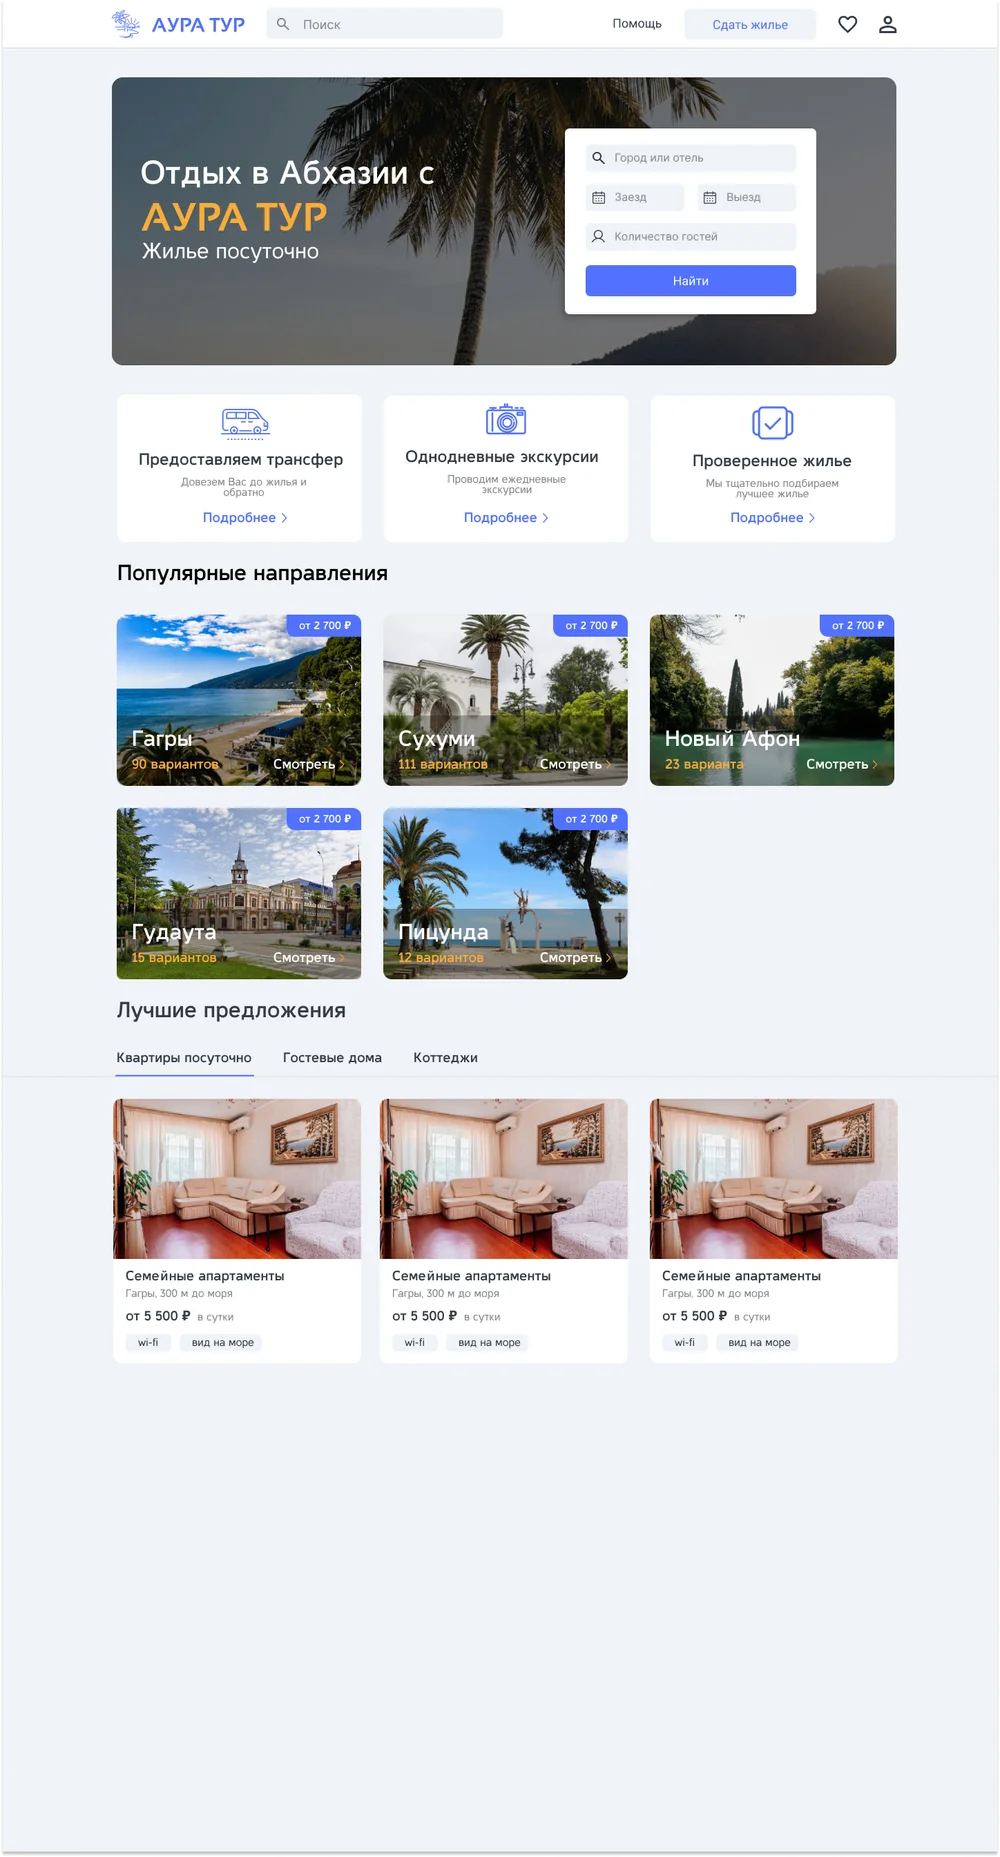 АУРА ТУР
Поиск
Помощь
Сдать жилье
Отдых в Абхазии с
АУРА ТУР
Жилье посуточно
Город или отель
Заезд
Выезд
Количество гостей
Найти
Предоставляем трансфер
Довезем Вас до жилья и
обратно
Подробнее
Однодневные экскурсии
Проводим ежедневные
экскурсии
Подробнее
Проверенное жилье
Мы тщательно подбираем
лучшее жилье
Подробнее
Популярные направления
от 2 700 ₽
Гагры
90 вариантов
Смотреть
от 2 700 ₽
Сухуми
111 вариантов
Смотреть
от 2 700 ₽
Новый Афон
23 варианта
Смотреть
от 2 700 ₽
Гудаута
15 вариантов
Смотреть
от 2 700 ₽
Пицунда
12 вариантов
Смотреть
Лучшие предложения
Квартиры посуточно
Гостевые дома
Коттеджи
Семейные апартаменты
Гагры, 300 м до моря
от 5 500 ₽ в сутки
wi-fi
вид на море
Семейные апартаменты
Гагры, 300 м до моря
от 5 500 ₽ в сутки
wi-fi
вид на море
Семейные апартаменты
Гагры, 300 м до моря
от 5 500 ₽ в сутки
wi-fi
вид на море